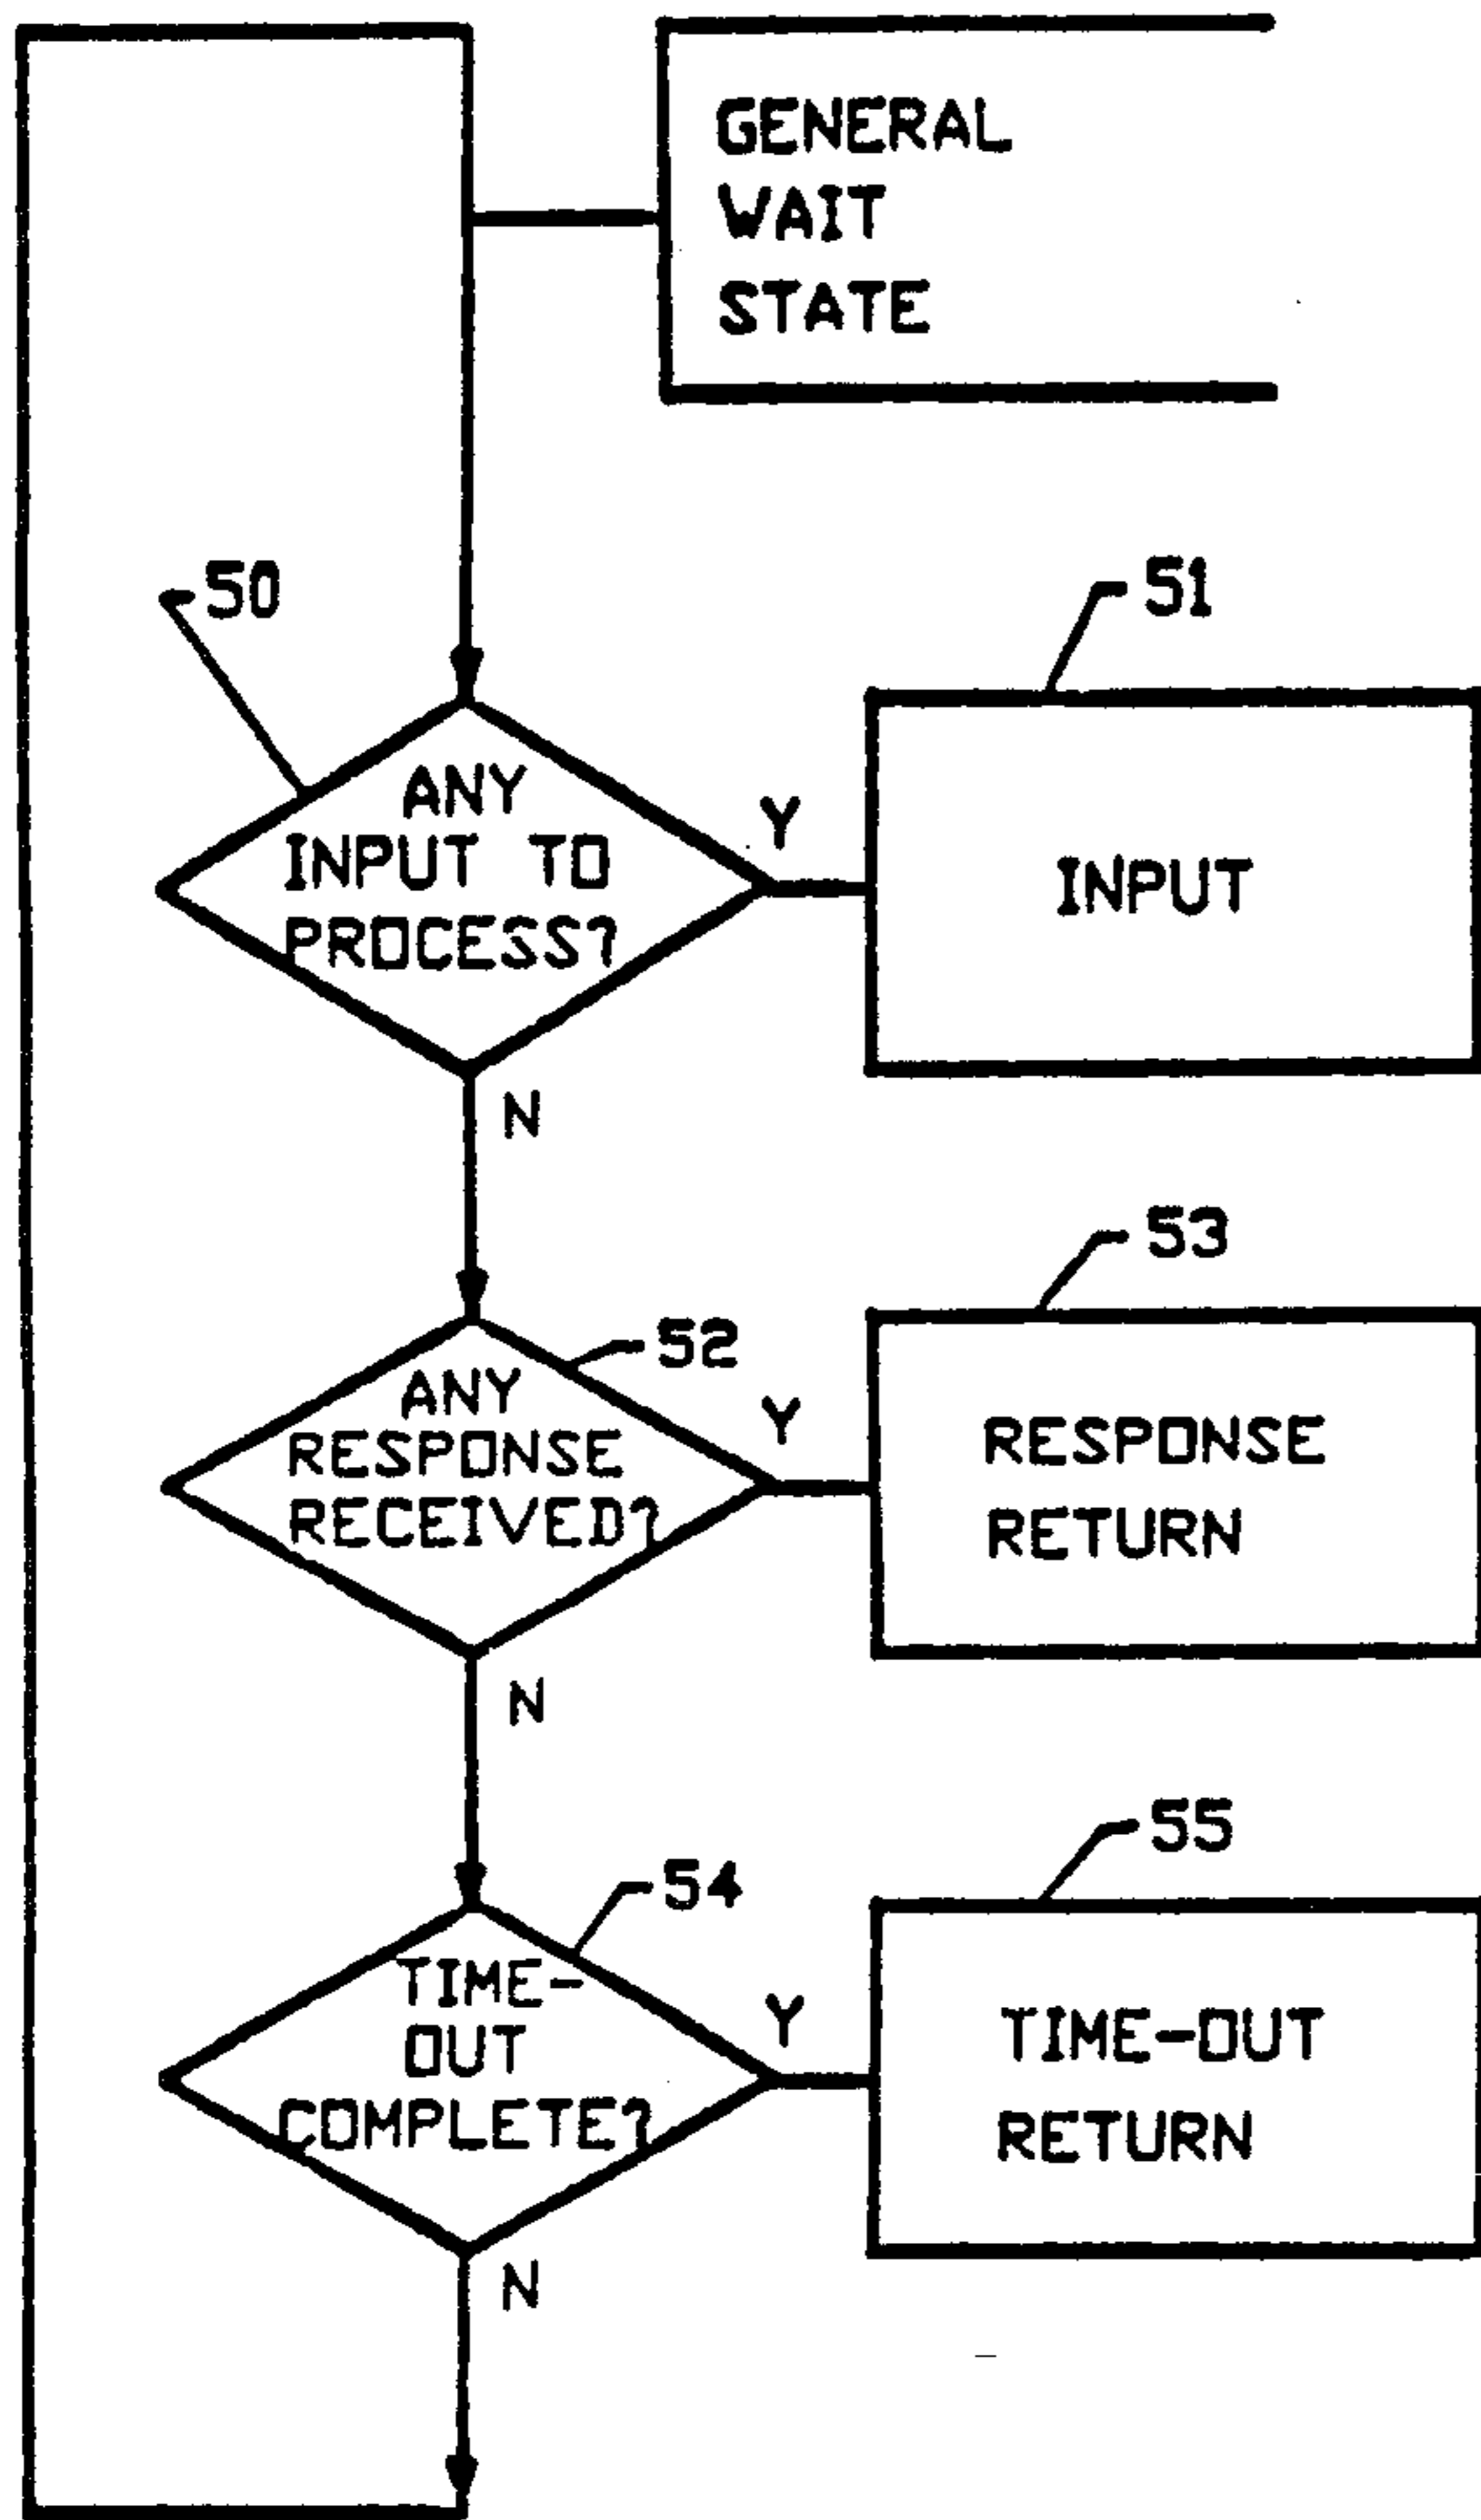 GENERAL
WAIT
STATE
50
51
ANY
INPUT TO
PROCESS?
Y
INPUT
N
53
52
ANY
RESPONSE
RECEIVED?
Y
RESPONSE
RETURN
N
55
54
TIME-
OUT
COMPLETE?
Y
TIME-OUT
RETURN
N